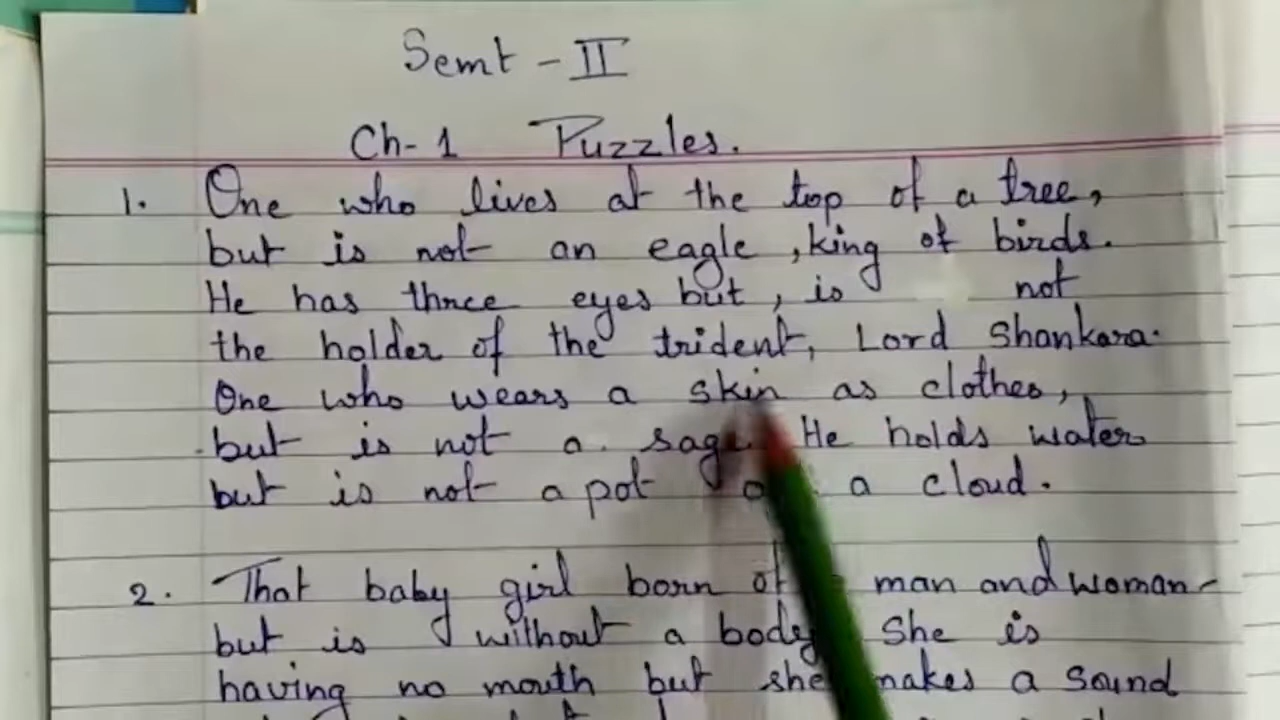 Semt - II
Ch- 1 Puzzles.
1. One who lives at the top of a tree,
but is not an eagle , king of birds.
He has three eyes but , is not
the holder of the trident, Lord Shankara.
One who wears a skin as clothes,
but is not a sage. He holds water
but is not a pot a cloud.
2. That baby girl born of man and woman-
but is without a body She is
having no mouth but she makes a sound